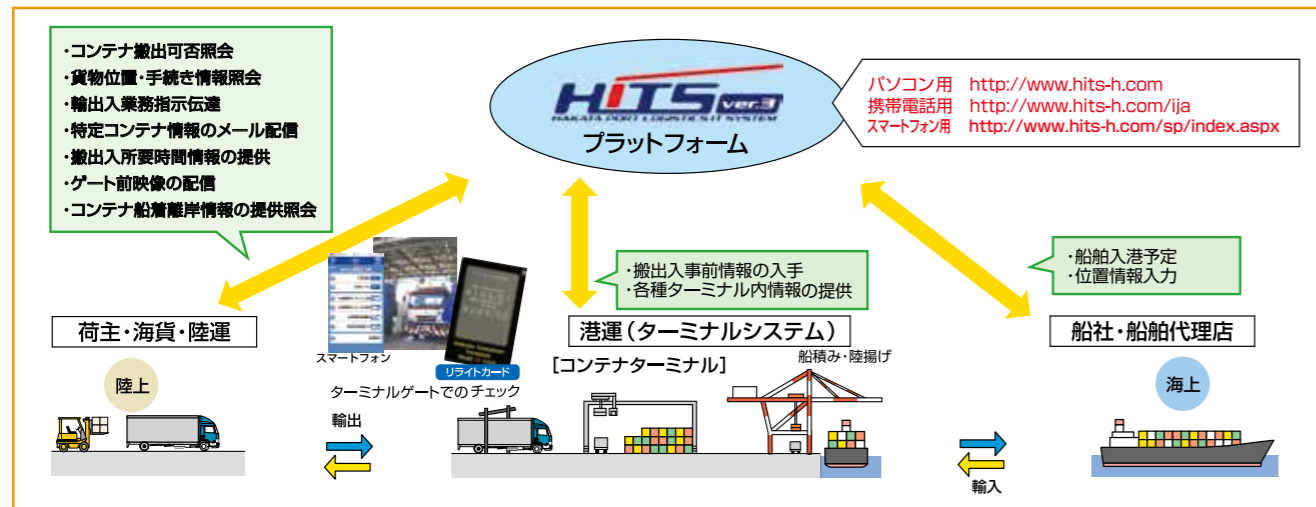 ・コンテナ搬出可否照会
・貨物位置・手続き情報照会
・輸出入業務指示伝達
・特定コンテナ情報のメール配信
・搬出入所要時間情報の提供
・ゲート前映像の配信
・コンテナ船着離岸情報の提供照会
HiTS ver.3
HAKATA PORT LOGISTICS IT SYSTEM
プラットフォーム
パソコン用 http://www.hits-h.com
携帯電話用 http://www.hits-h.com/ija
スマートフォン用 http://www.hits-h.com/sp/index.aspx
・搬出入事前情報の入手
・各種ターミナル内情報の提供
・船舶入港予定
・位置情報入力
荷主・海貨・陸運
港運(ターミナルシステム)
船社・船舶代理店
陸上
スマートフォン
リライトカード
ターミナルゲートでのチェック
[コンテナターミナル]
船積み・陸揚げ
海上
輸出
輸入